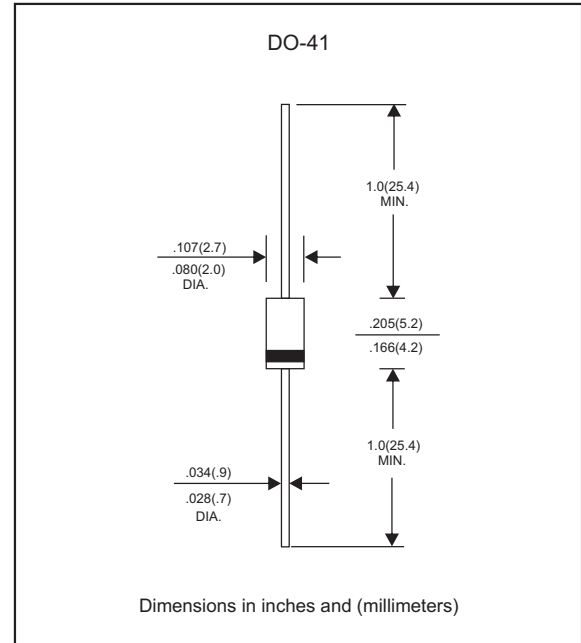 DO-41
1.0(25.4)
MIN.
.107(2.7)
.080(2.0)
DIA.
.205(5.2)
.166(4.2)
1.0(25.4)
MIN.
.034(.9)
.028(.7)
DIA.
Dimensions in inches and (millimeters)